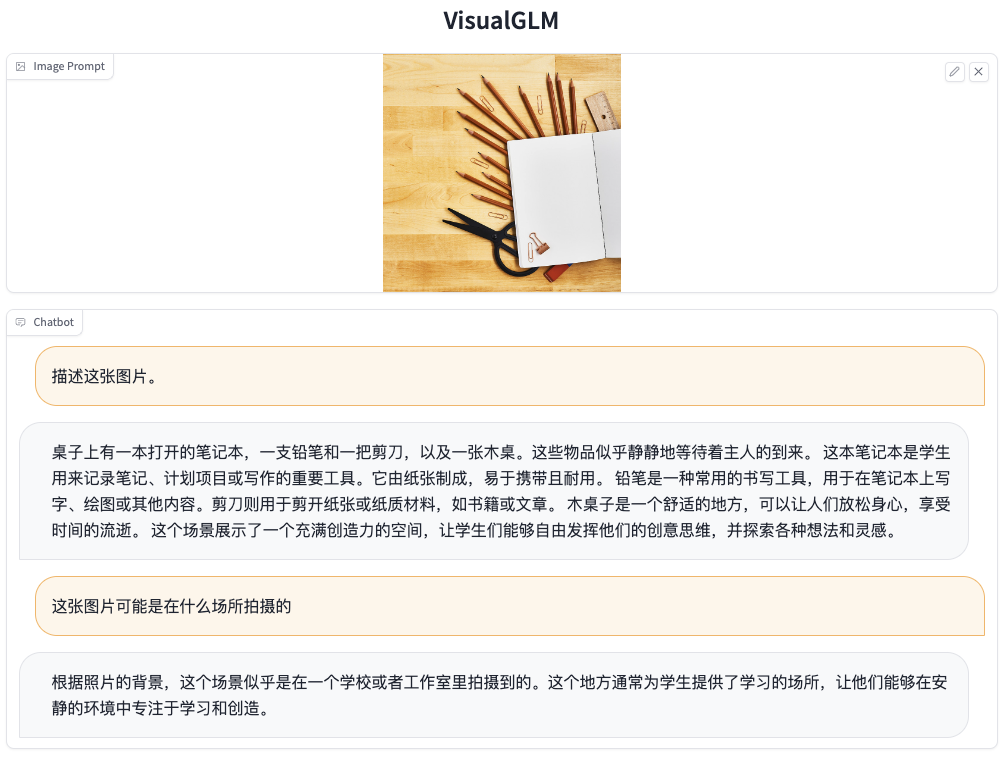 VisualGLM
Image Prompt
Chatbot
描述这张图片。
桌子上有一本打开的笔记本，一支铅笔和一把剪刀，以及一张木桌。这些物品似乎静静地等待着主人的到来。 这本笔记本是学生
用来记录笔记、计划项目或写作的重要工具。它由纸张制成，易于携带且耐用。 铅笔是一种常用的书写工具，用于在笔记本上写
字、绘图或其他内容。剪刀则用于剪开纸张或纸质材料，如书籍或文章。 木桌子是一个舒适的地方，可以让人们放松身心，享受
时间的流逝。 这个场景展示了一个充满创造力的空间，让学生们能够自由发挥他们的创意思维，并探索各种想法和灵感。
这张图片可能是在什么场所拍摄的
根据照片的背景，这个场景似乎是在一个学校或者工作室里拍摄到的。这个地方通常为学生提供了学习的场所，让他们能够在安
静的环境中专注于学习和创造。